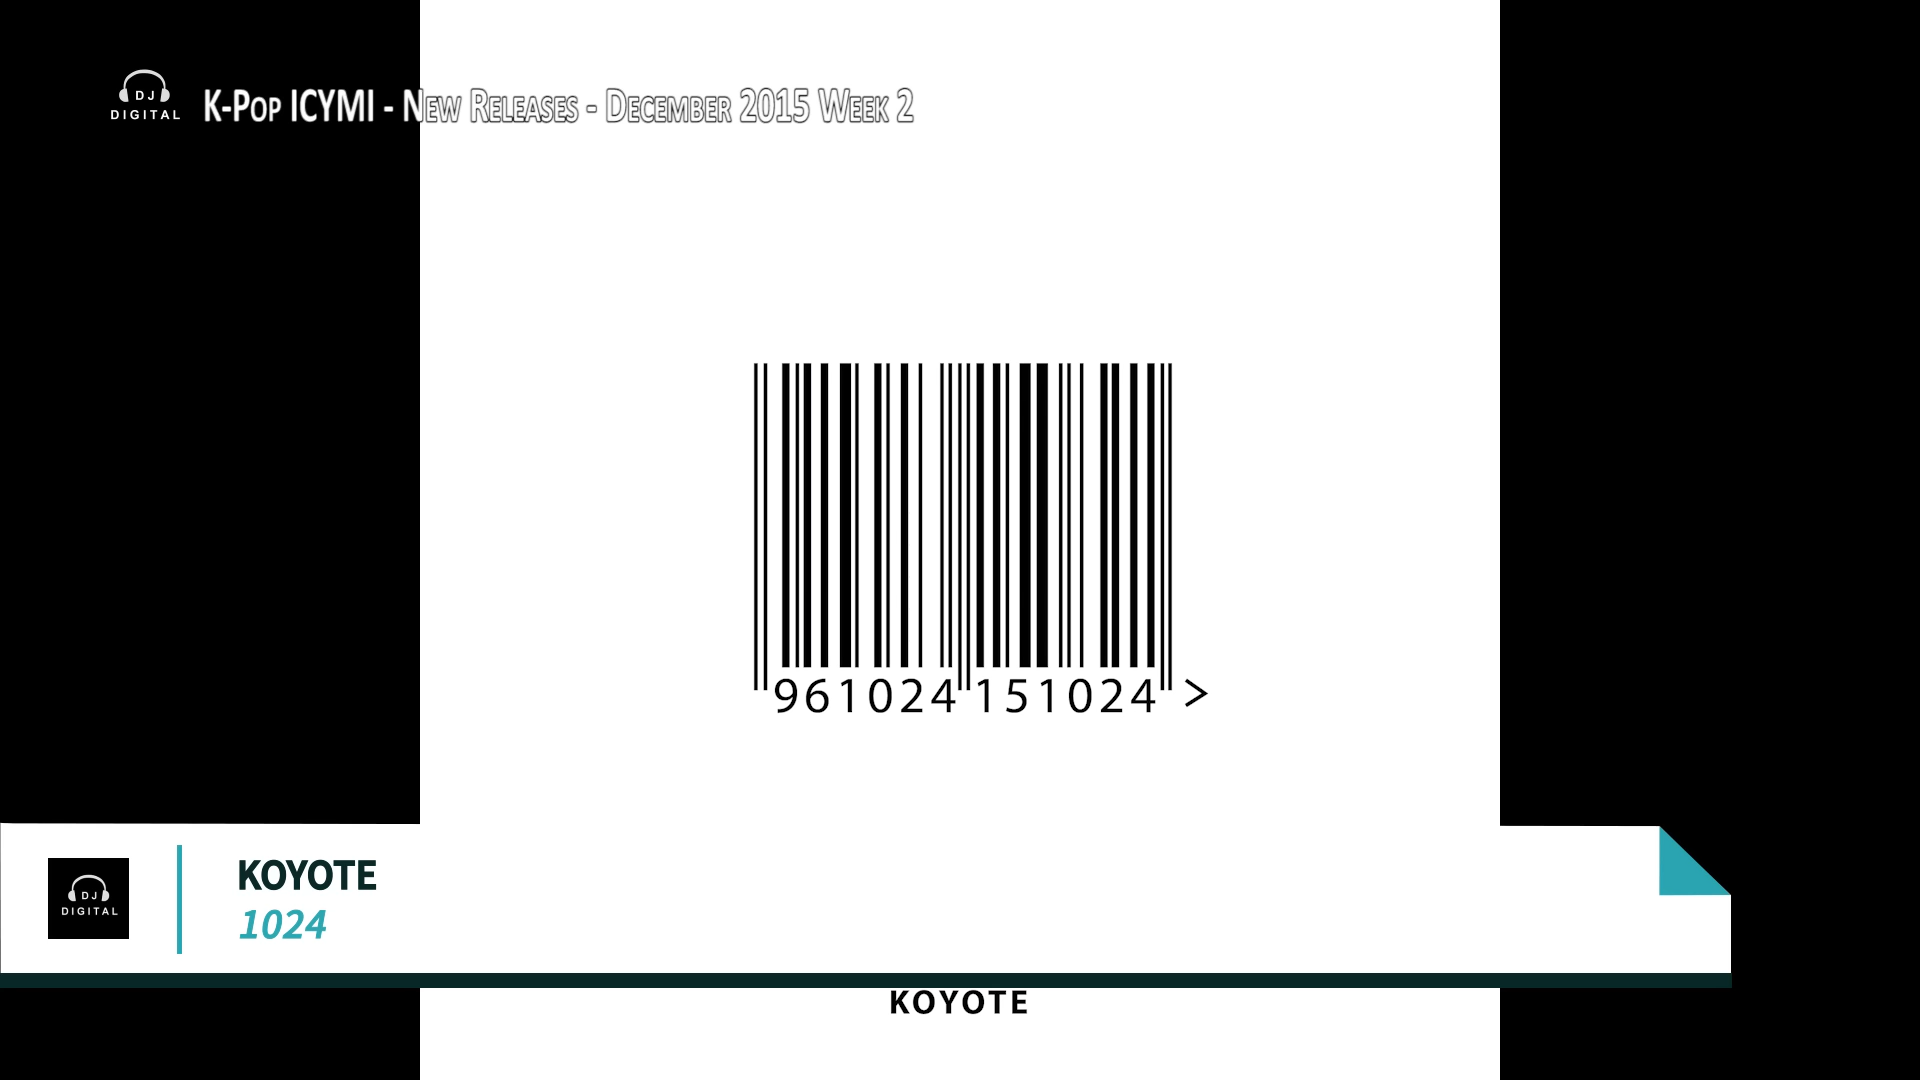 DJ
DIGITAL
K-Pop ICYMI - New Releases - December 2015 Week 2
961024 151024 >
DJ
DIGITAL
KOYOTE
1024
KOYOTE